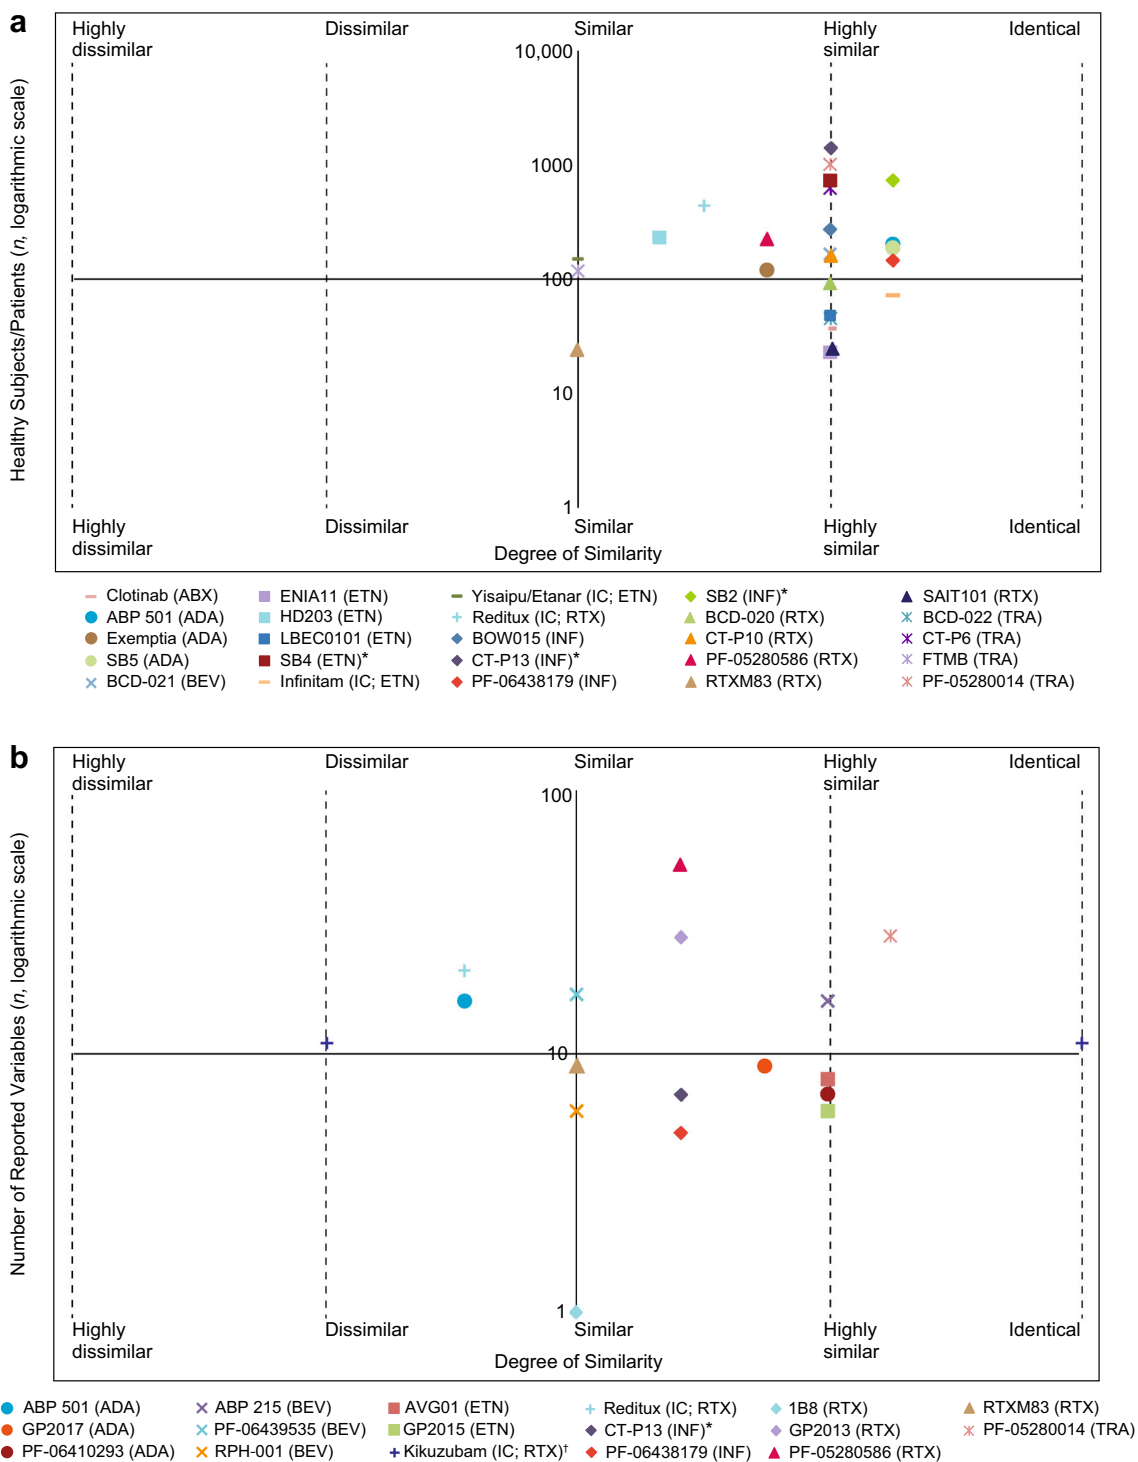 a
Highly dissimilar
Dissimilar
Similar
Highly similar
Identical
Healthy Subjects/Patients (n, logarithmic scale)
10,000
1000
100
10
1
Highly dissimilar
Dissimilar
Similar
Highly similar
Identical
Degree of Similarity
Clotinab (ABX)
ABP 501 (ADA)
Exemptia (ADA)
SB5 (ADA)
BCD-021 (BEV)
ENIA11 (ETN)
HD203 (ETN)
LBEC0101 (ETN)
SB4 (ETN)*
Infinitam (IC; ETN)
Yisaipu/Etanar (IC; ETN)
Reditux (IC; RTX)
BOW015 (INF)
CT-P13 (INF)*
PF-06438179 (INF)
SB2 (INF)*
BCD-020 (RTX)
CT-P10 (RTX)
PF-05280586 (RTX)
RTXM83 (RTX)
SAIT101 (RTX)
BCD-022 (TRA)
CT-P6 (TRA)
FTMB (TRA)
PF-05280014 (TRA)
b
Highly dissimilar
Dissimilar
Similar
Highly similar
Identical
Number of Reported Variables (n, logarithmic scale)
100
10
1
Highly dissimilar
Dissimilar
Similar
Highly similar
Identical
Degree of Similarity
ABP 501 (ADA)
GP2017 (ADA)
PF-06410293 (ADA)
ABP 215 (BEV)
PF-06439535 (BEV)
RPH-001 (BEV)
AVG01 (ETN)
GP2015 (ETN)
Kikuzubam (IC; RTX)†
Reditux (IC; RTX)
CT-P13 (INF)*
PF-06438179 (INF)
1B8 (RTX)
GP2013 (RTX)
PF-05280586 (RTX)
RTXM83 (RTX)
PF-05280014 (TRA)